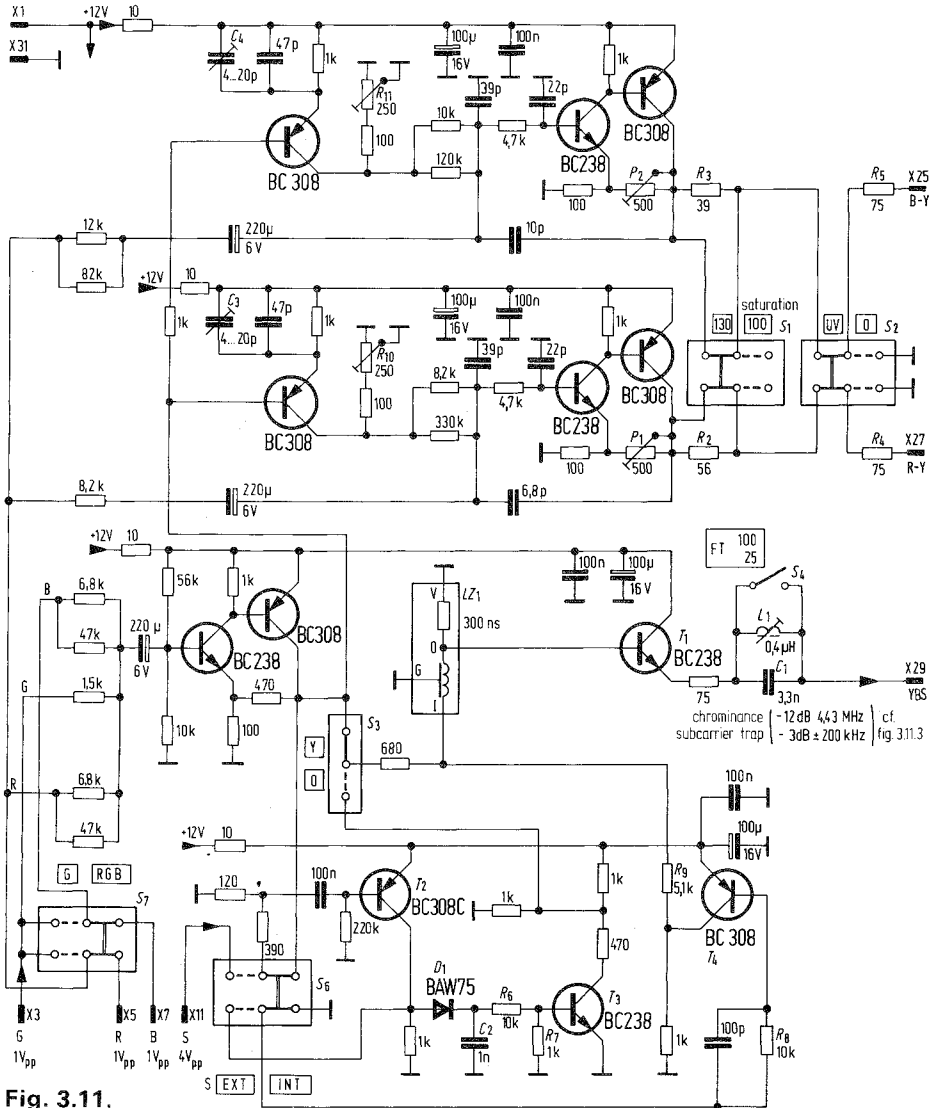 X1
+12V
10
X31
C4
4...20p
47p
1k
100µ
16V
100n
1k
R11
250
100
39p
22p
10k
120k
4,7k
BC308
BC238
BC 308
100
P2
500
R3
39
R5
75
X25
B-Y
12k
82k
220µ
6V
10p
+12V
10
1k
C3
4...20p
47p
1k
100µ
16V
100n
1k
saturation
130
100
S1
UV
0
S2
R10
250
100
39p
22p
8,2k
330k
4,7k
BC308
BC238
BC308
100
P1
500
R2
56
R4
75
X27
R-Y
8,2k
220µ
6V
6,8p
+12V
10
FT
100
25
B
6,8k
56k
1k
100n
100µ
16V
S4
LZ1
V
300 ns
0
G
I
47k
220µ
6V
BC308
BC238
T1
BC238
L1
0,4µH
C1
3,3n
75
X29
YBS
G
1,5k
470
10k
100
S3
Y
0
680
chrominance
subcarrier trap
-12 dB 4,43 MHz
- 3dB ± 200 kHz
cf.
fig. 3.11.3
R
6,8k
47k
+12V
10
100n
100µ
16V
G
RGB
S7
120
100n
T2
BC308C
220k
390
1k
1k
470
R9
5,1k
BC 308
T4
S6
D1
BAW75
R6
10k
T3
BC238
C2
1n
R7
1k
1k
1k
100p
R8
10k
X3
X5
X7
X11
G
R
B
S
1Vpp
1Vpp
1Vpp
4Vpp
S
EXT
INT
Fig. 3.11.